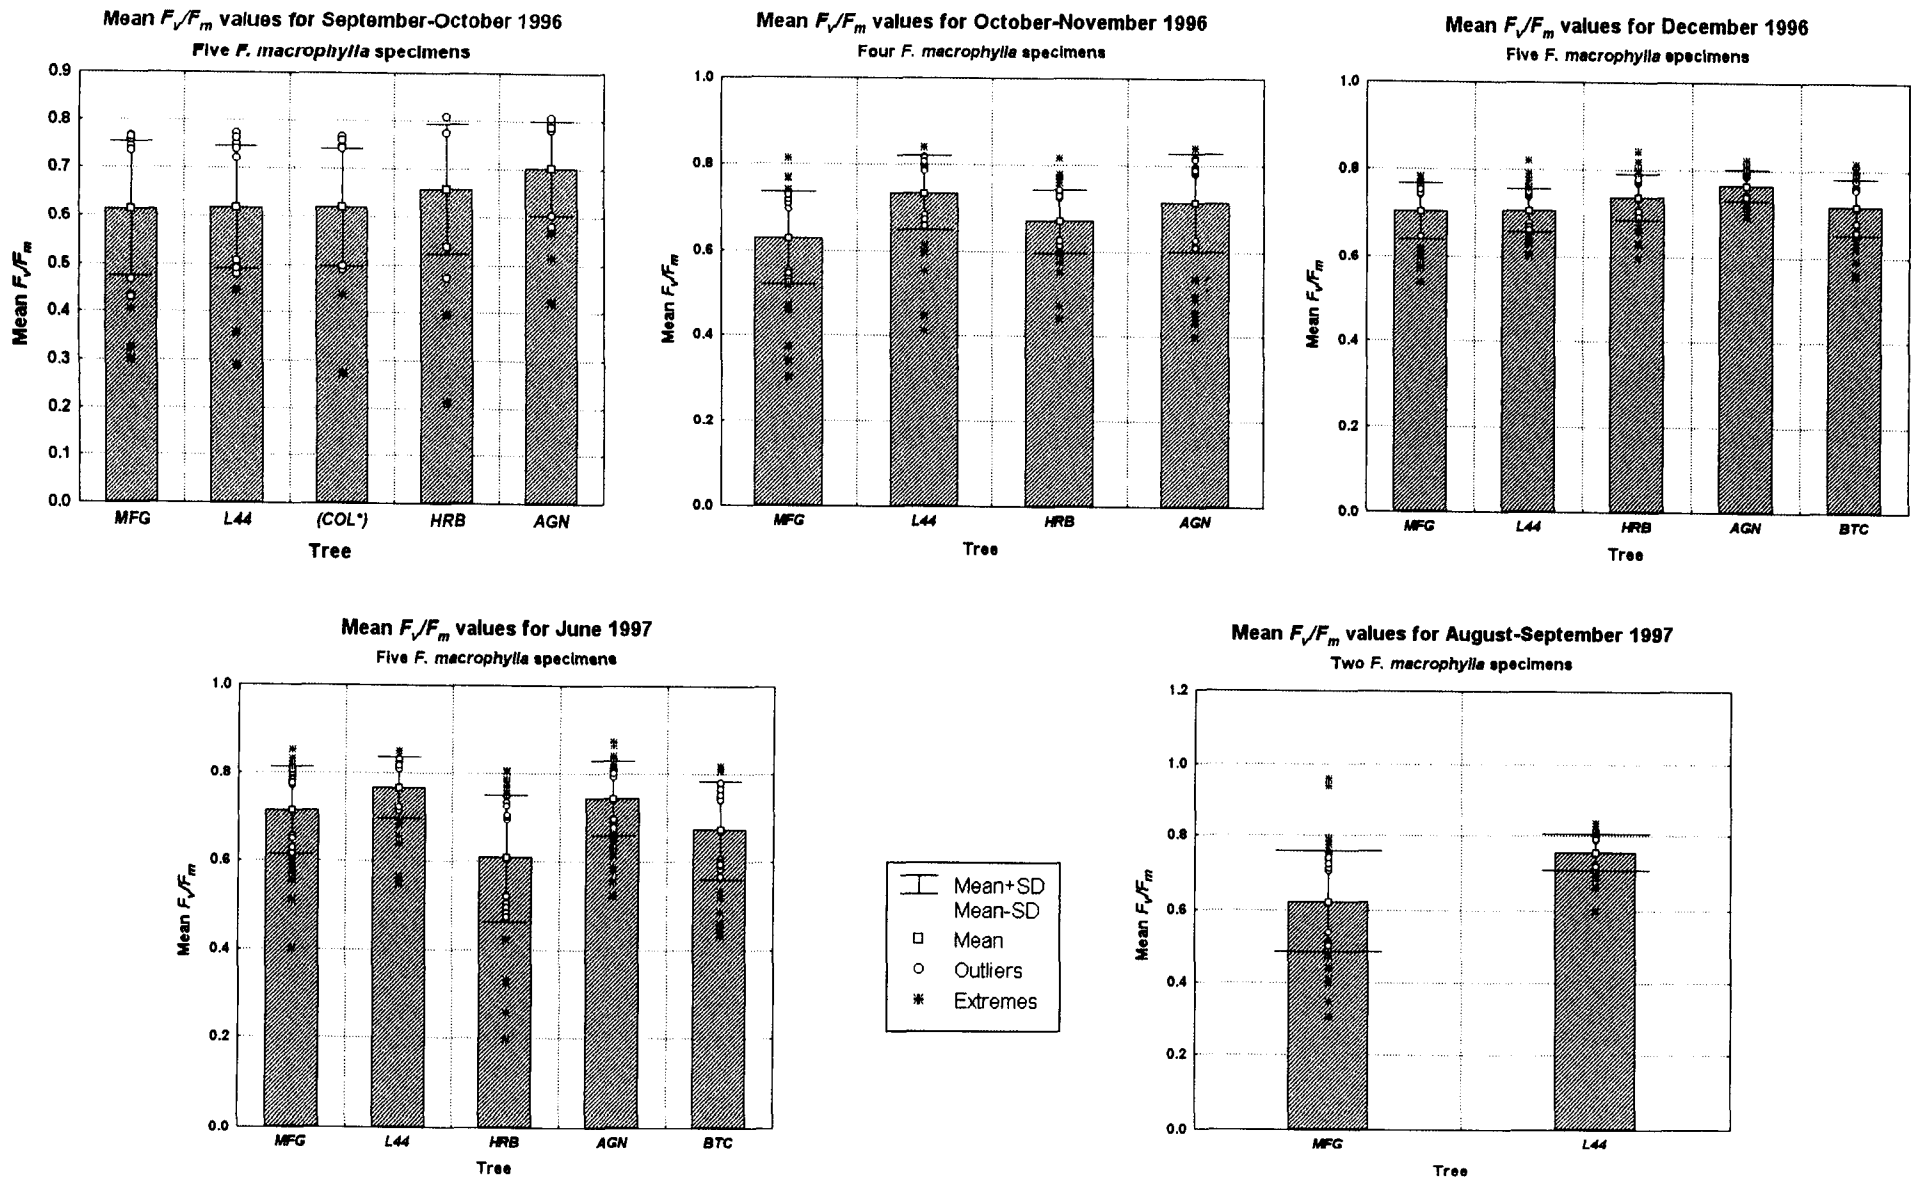 Mean Fv/Fm values for September-October 1996
Five F. macrophylla specimens
0.9
0.8
0.7
0.6
0.5
0.4
0.3
0.2
0.1
0.0
Mean Fv/Fm
MFG L44 (COL*) HRB AGN
Tree
Mean Fv/Fm values for October-November 1996
Four F. macrophylla specimens
1.0
0.8
0.6
0.4
0.2
0.0
Mean Fv/Fm
MFG L44 HRB AGN
Tree
Mean Fv/Fm values for December 1996
Five F. macrophylla specimens
1.0
0.8
0.6
0.4
0.2
0.0
Mean Fv/Fm
MFG L44 HRB AGN BTC
Tree
Mean Fv/Fm values for June 1997
Five F. macrophylla specimens
1.0
0.8
0.6
0.4
0.2
0.0
Mean Fv/Fm
MFG L44 HRB AGN BTC
Tree
Mean+SD
Mean-SD
Mean
Outliers
Extremes
Mean Fv/Fm values for August-September 1997
Two F. macrophylla specimens
1.2
1.0
0.8
0.6
0.4
0.2
0.0
Mean Fv/Fm
MFG L44
Tree